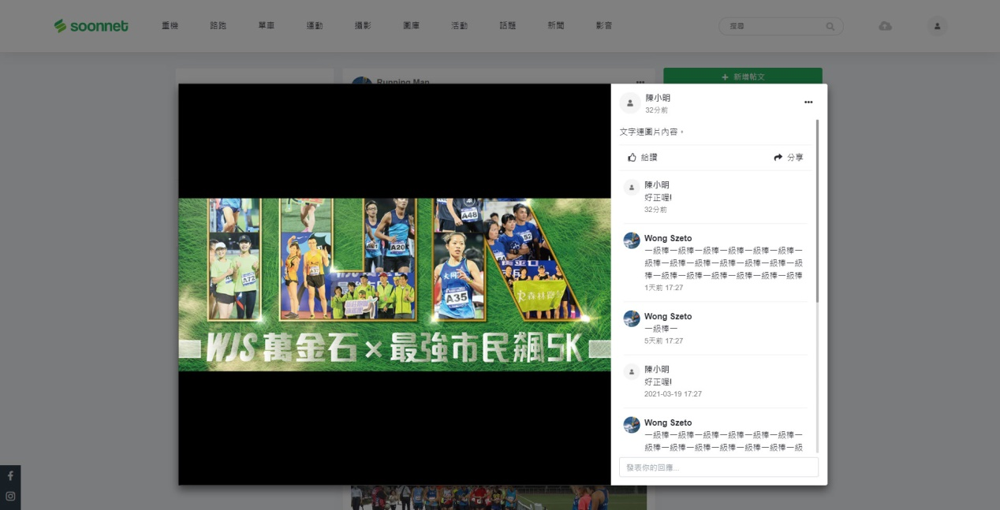 soonnet
重機
路跑
單車
運動
攝影
圖庫
活動
話題
新聞
影音
搜尋
Running Man
新增帖文
陳小明
32分前
文字連圖片內容。
給讚
分享
陳小明
好正喔!
32分前
Wong Szeto
一級棒一級棒一級棒一級棒一級棒一級棒一
級棒一級棒一級棒一級棒一級棒一級棒一級
棒一級棒一級棒一級棒一級棒一級棒一級棒
1天前 17:27
Wong Szeto
一級棒一
5天前 17:27
陳小明
好正喔!
2021-03-19 17:27
Wong Szeto
一級棒一級棒一級棒一級棒一級棒一級棒一
級棒一級棒一級棒一級棒一級棒一級棒一級
發表你的回應...
A48
A20
A72
A3
A35
森林跑
WJS 萬金石 × 最強市民飆5K